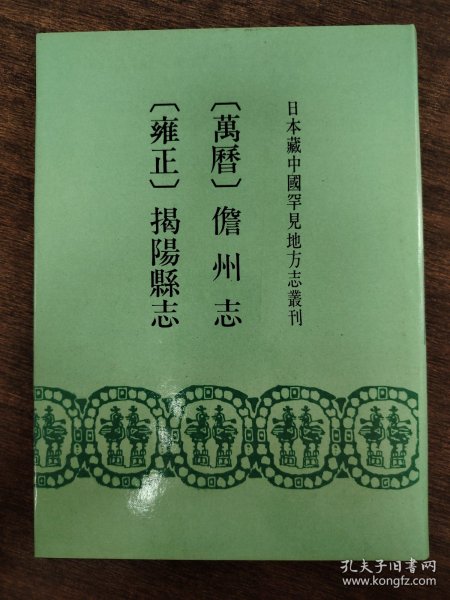 日本藏中國罕見地方志叢刊
〔萬曆〕儋州志
〔雍正〕揭陽縣志
孔夫子旧书网
www.kongfz.com